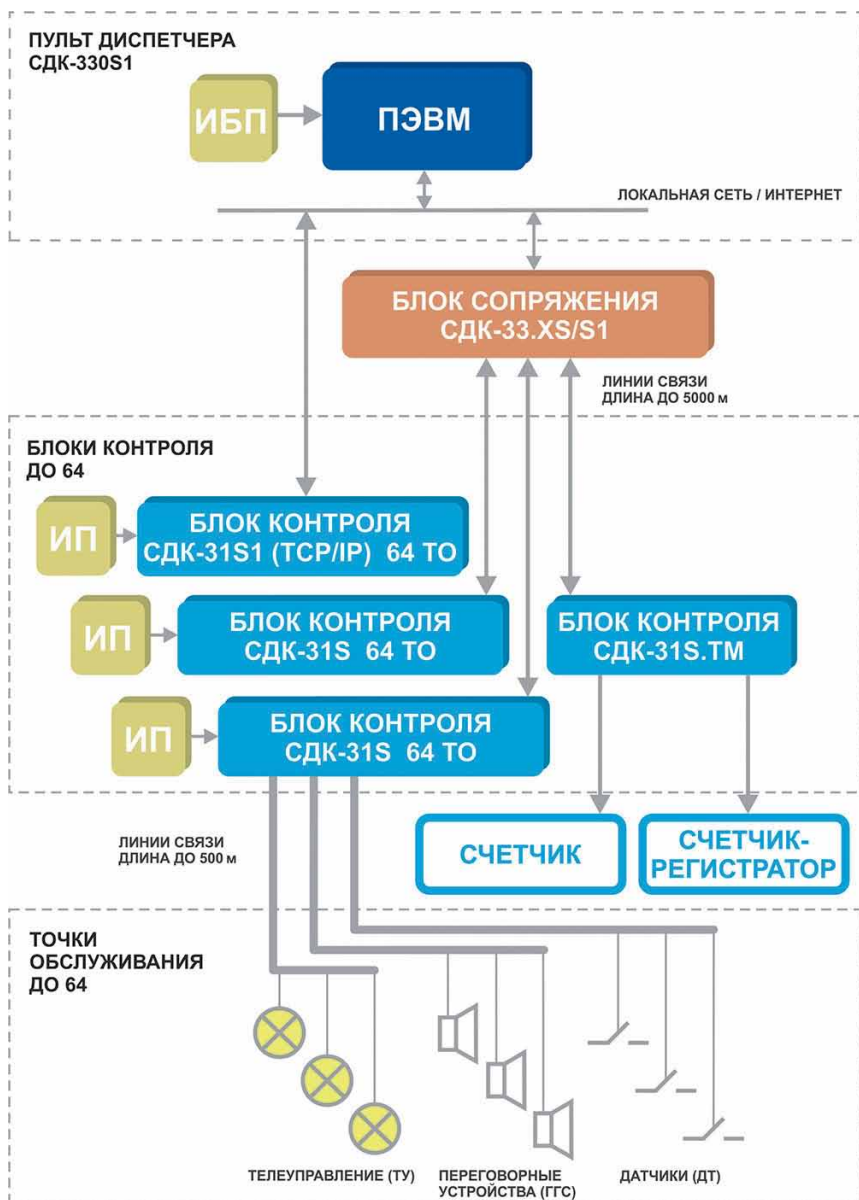 ПУЛЬТ ДИСПЕТЧЕРА
СДК-330S1
ИБП
ПЭВМ
ЛОКАЛЬНАЯ СЕТЬ / ИНТЕРНЕТ
БЛОК СОПРЯЖЕНИЯ
СДК-33.XS/S1
ЛИНИИ СВЯЗИ
ДЛИНА ДО 5000 м
БЛОКИ КОНТРОЛЯ
ДО 64
ИП
БЛОК КОНТРОЛЯ
СДК-31S1 (TCP/IP) 64 ТО
ИП
БЛОК КОНТРОЛЯ
СДК-31S 64 ТО
БЛОК КОНТРОЛЯ
СДК-31S.TM
ИП
БЛОК КОНТРОЛЯ
СДК-31S 64 ТО
ЛИНИИ СВЯЗИ
ДЛИНА ДО 500 м
СЧЕТЧИК
СЧЕТЧИК-
РЕГИСТРАТОР
ТОЧКИ
ОБСЛУЖИВАНИЯ
ДО 64
ТЕЛЕУПРАВЛЕНИЕ (ТУ)
ПЕРЕГОВОРНЫЕ
УСТРОЙСТВА (ГГС)
ДАТЧИКИ (ДТ)